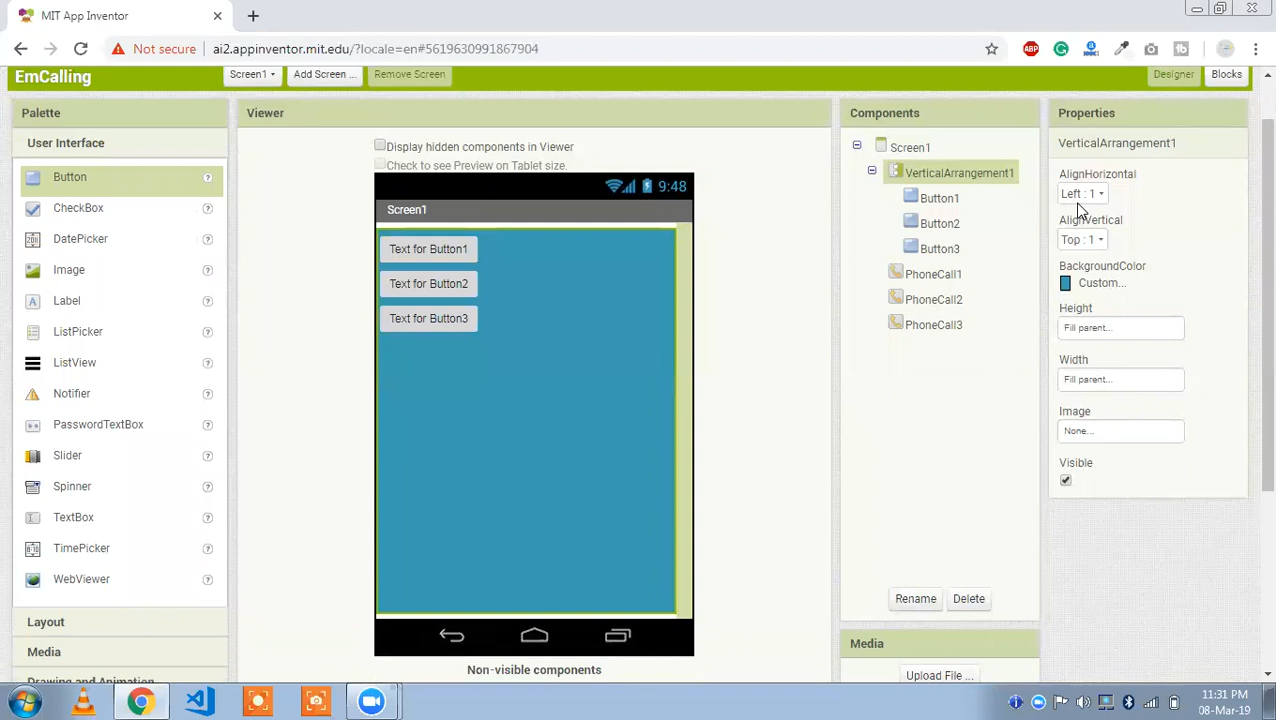 MIT App Inventor
Not secure
ai2.appinventor.mit.edu/?locale=en#5619630991867904
ABP
EmCalling
Screen1
Add Screen ...
Remove Screen
Designer
Blocks
Palette
User Interface
Button
CheckBox
DatePicker
Image
Label
ListPicker
ListView
Notifier
PasswordTextBox
Slider
Spinner
TextBox
TimePicker
WebViewer
Layout
Media
Drawing and Animation
Viewer
Display hidden components in Viewer
Check to see Preview on Tablet size.
9:48
Screen1
Text for Button1
Text for Button2
Text for Button3
Non-visible components
Components
Screen1
VerticalArrangement1
Button1
Button2
Button3
PhoneCall1
PhoneCall2
PhoneCall3
Rename
Delete
Media
Upload File ...
Properties
VerticalArrangement1
AlignHorizontal
Left : 1
AlignVertical
Top : 1
BackgroundColor
Custom...
Height
Fill parent...
Width
Fill parent...
Image
None...
Visible
11:31 PM
08-Mar-19